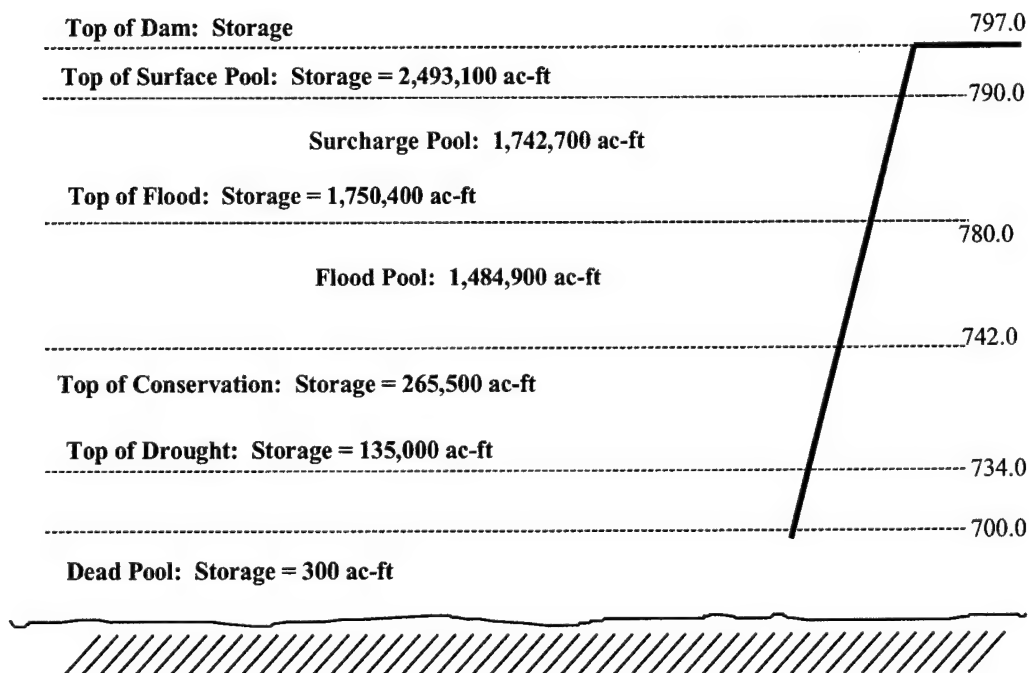 Top of Dam: Storage 797.0
Top of Surface Pool: Storage = 2,493,100 ac-ft
790.0
Surcharge Pool: 1,742,700 ac-ft
Top of Flood: Storage = 1,750,400 ac-ft
780.0
Flood Pool: 1,484,900 ac-ft
742.0
Top of Conservation: Storage = 265,500 ac-ft
Top of Drought: Storage = 135,000 ac-ft
734.0
700.0
Dead Pool: Storage = 300 ac-ft